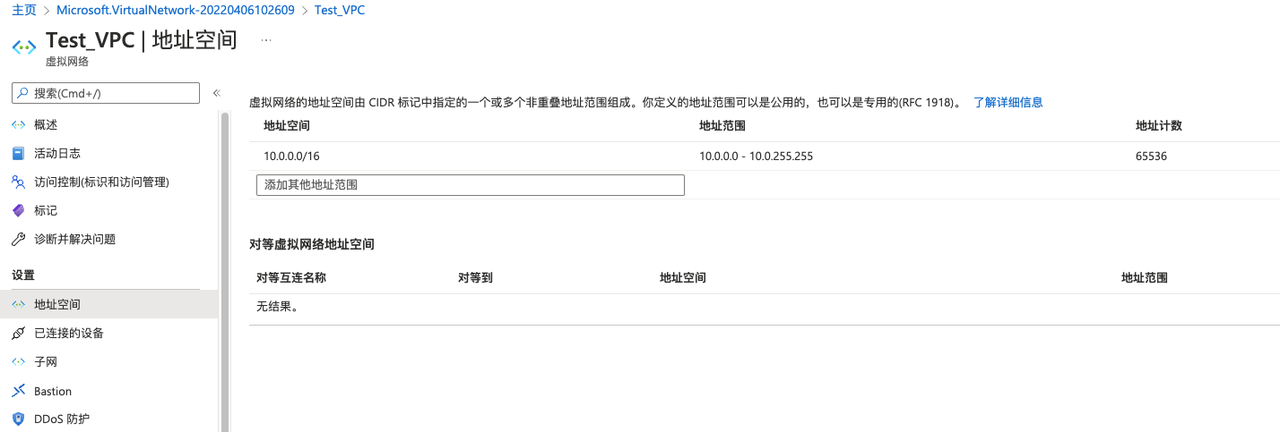 主页 > Microsoft.VirtualNetwork-20220406102609 > Test_VPC
Test_VPC | 地址空间 ...
虚拟网络
搜索(Cmd+/)
«
概述
活动日志
访问控制(标识和访问管理)
标记
诊断并解决问题
设置
地址空间
已连接的设备
子网
Bastion
DDoS 防护
虚拟网络的地址空间由 CIDR 标记中指定的一个或多个非重叠地址范围组成。你定义的地址范围可以是公用的，也可以是专用的(RFC 1918)。 了解详细信息
地址空间 地址范围 地址计数
10.0.0.0/16 10.0.0.0 - 10.0.255.255 65536
添加其他地址范围
对等虚拟网络地址空间
对等互连名称 对等到 地址空间 地址范围
无结果。